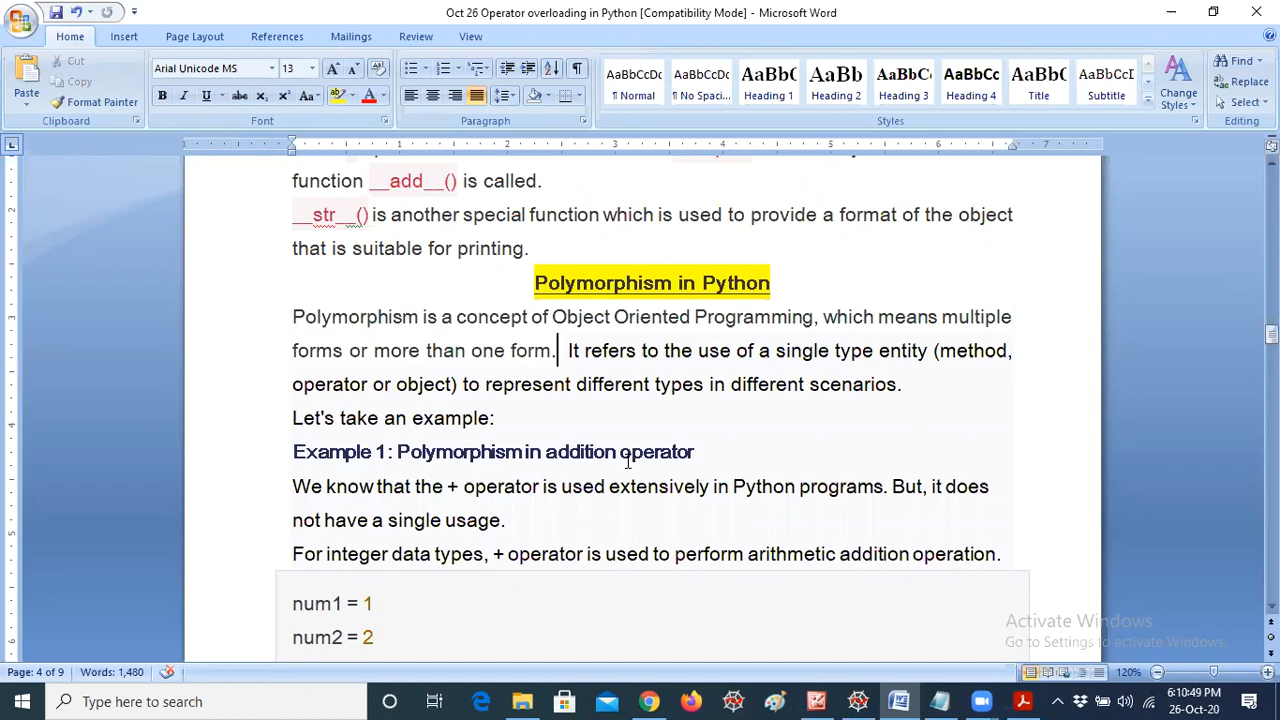 Oct 26 Operator overloading in Python [Compatibility Mode] - Microsoft Word
Home Insert Page Layout References Mailings Review View
Paste
Cut
Copy
Format Painter
Clipboard
Arial Unicode MS 13
Font
Paragraph
AaBbCcDc AaBbCcDc AaBbC AaBbC AaBbCc AaBbCc AaBbC AaBbCcI
¶ Normal ¶ No Spaci... Heading 1 Heading 2 Heading 3 Heading 4 Title Subtitle
Styles
Change Styles
Find
Replace
Select
Editing
function __add__() is called.
__str__() is another special function which is used to provide a format of the object
that is suitable for printing.
Polymorphism in Python
Polymorphism is a concept of Object Oriented Programming, which means multiple
forms or more than one form. It refers to the use of a single type entity (method,
operator or object) to represent different types in different scenarios.
Let's take an example:
Example 1: Polymorphism in addition operator
We know that the + operator is used extensively in Python programs. But, it does
not have a single usage.
For integer data types, + operator is used to perform arithmetic addition operation.
num1 = 1
num2 = 2
Activate Windows
Go to Settings to activate Windows.
Page: 4 of 9 Words: 1,480 120%
Type here to search
6:10:49 PM
26-Oct-20